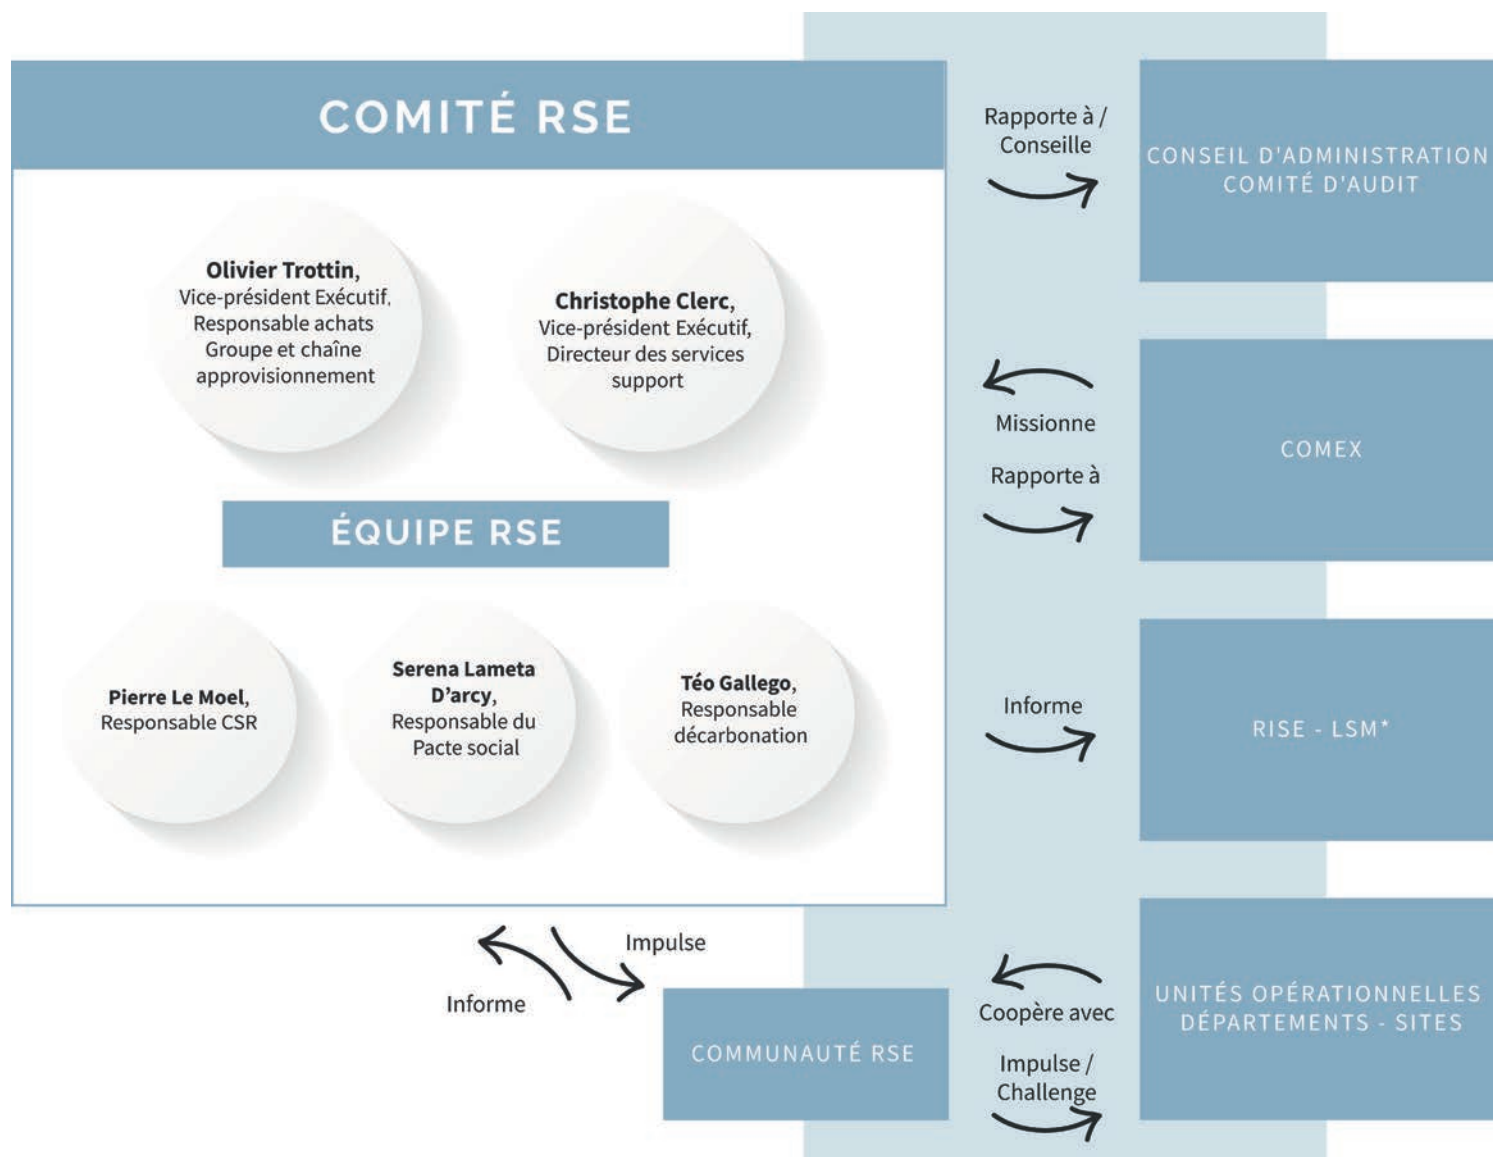 COMITÉ RSE
Olivier Trottin,
Vice-président Exécutif,
Responsable achats
Groupe et chaîne
approvisionnement
Christophe Clerc,
Vice-président Exécutif,
Directeur des services
support
ÉQUIPE RSE
Pierre Le Moel,
Responsable CSR
Serena Lameta
D’arcy,
Responsable du
Pacte social
Téo Gallego,
Responsable
décarbonation
Rapporte à /
Conseille
CONSEIL D'ADMINISTRATION
COMITÉ D'AUDIT
Missionne
Rapporte à
COMEX
Informe
RISE - LSM*
Impulse
Informe
COMMUNAUTÉ RSE
Coopère avec
Impulse /
Challenge
UNITÉS OPÉRATIONNELLES
DÉPARTEMENTS - SITES